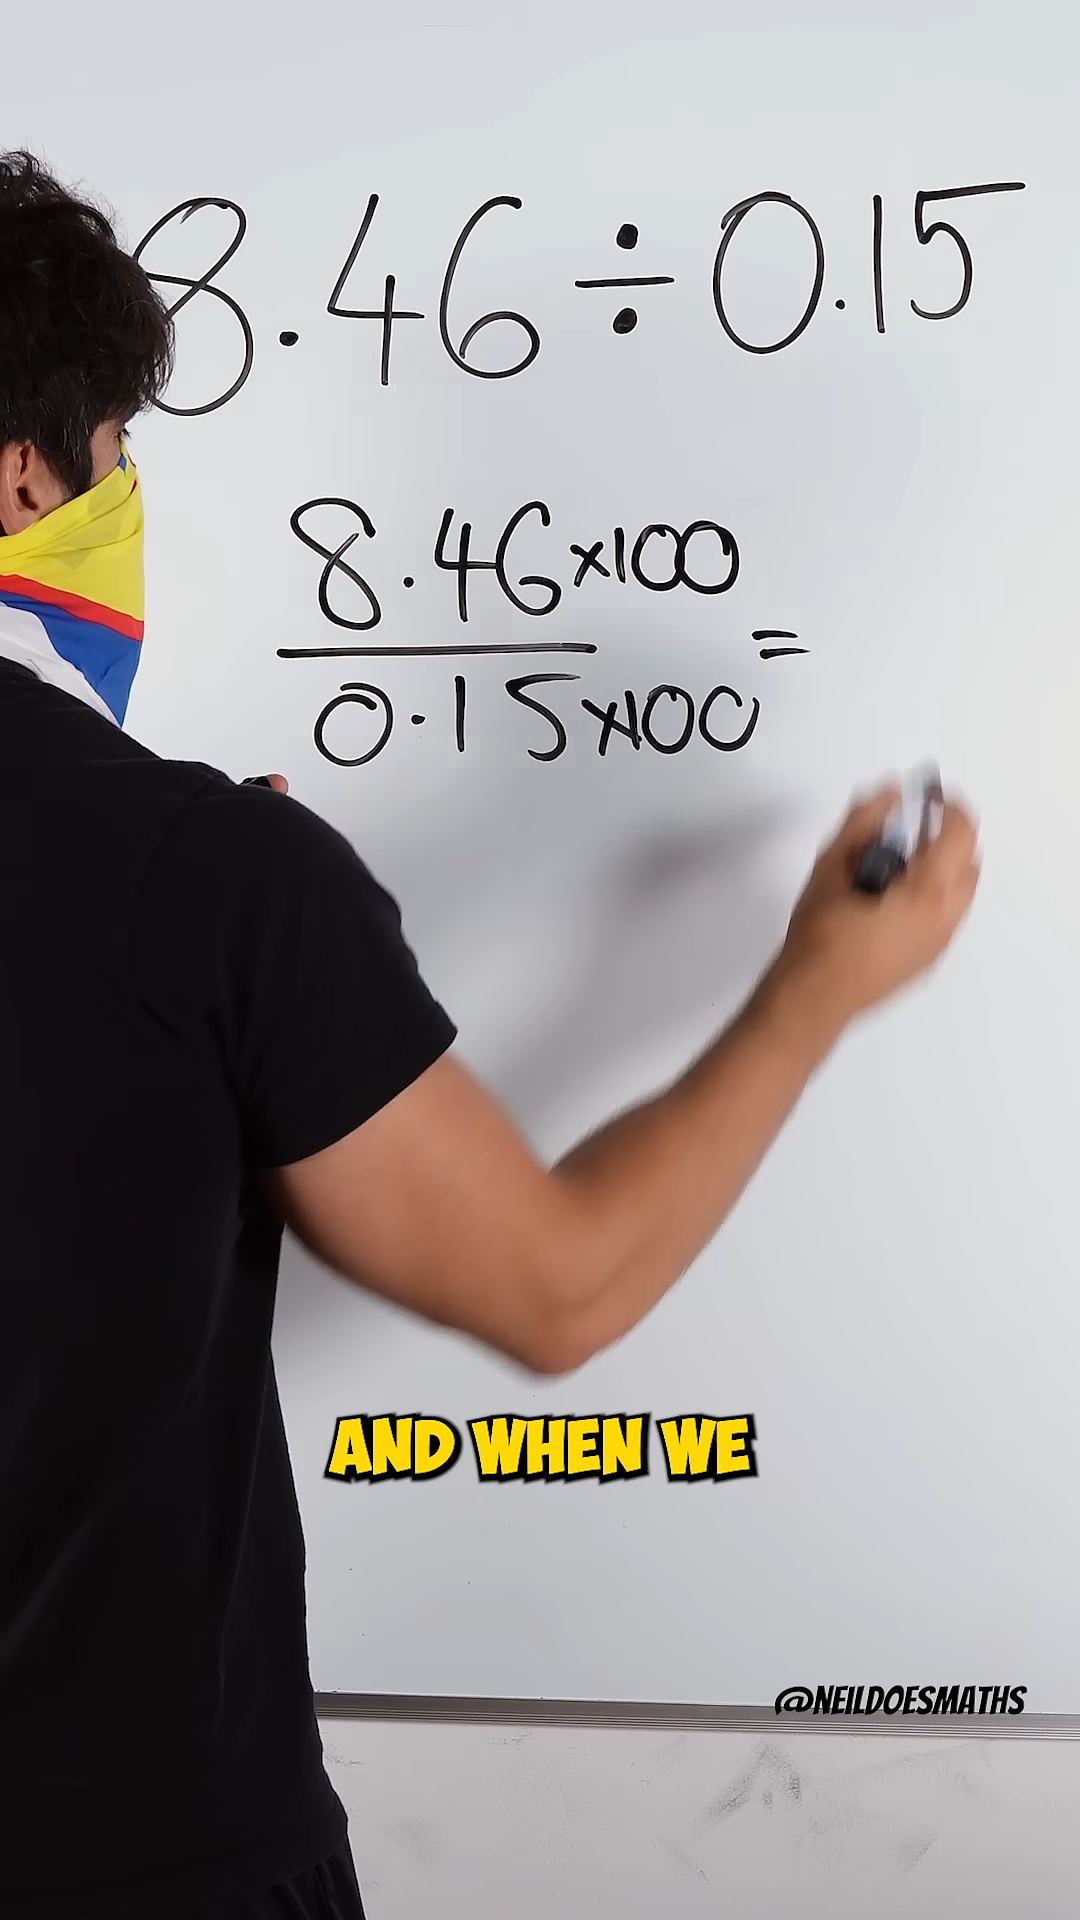 8.46 ÷ 0.15
8.46×100
=
0.15×100
AND WHEN WE
@NEILDOESMATHS